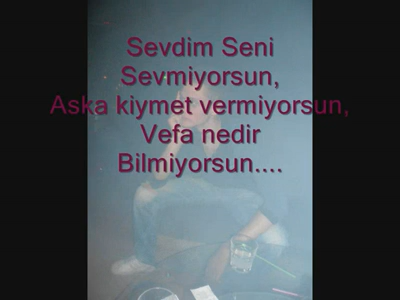 Sevdim Seni
Sevmiyorsun,
Aska kiymet vermiyorsun,
Vefa nedir
Bilmiyorsun....